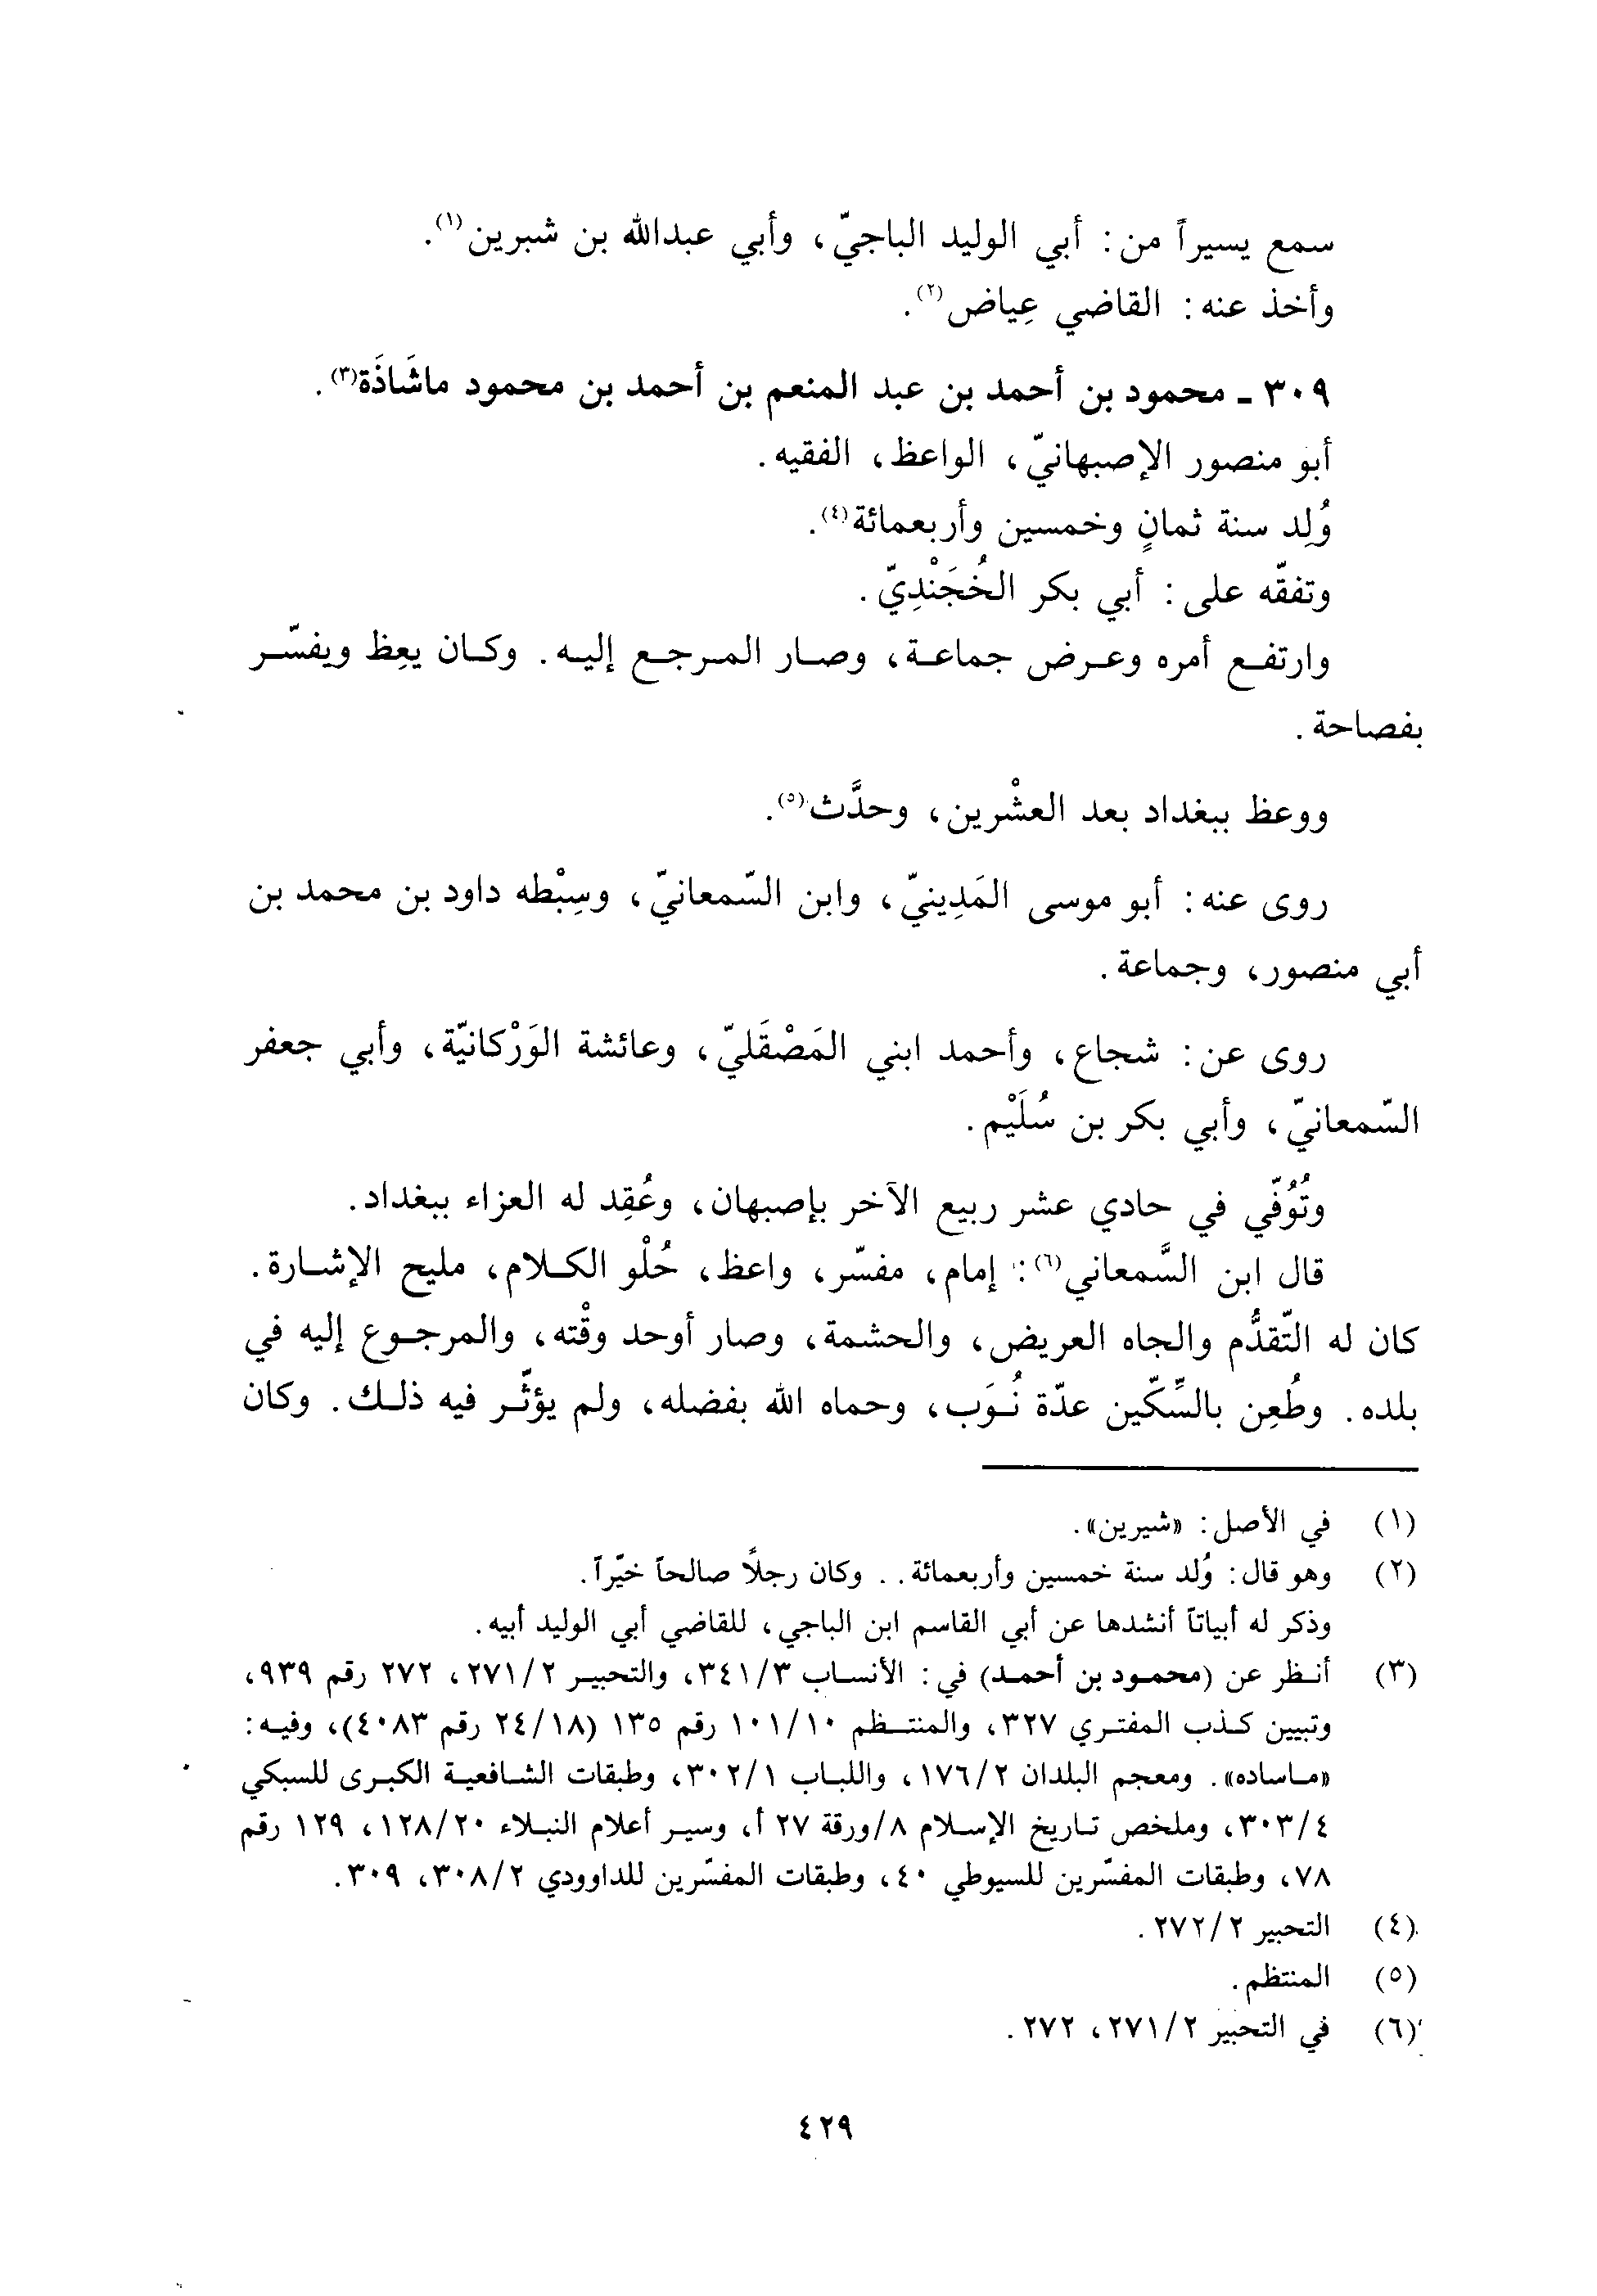 سمع يسيراً من: أبي الوليد الباجيّ، وأبي عبدالله بن شبرين(١).
وأخذ عنه: القاضي عِياض(٢).
٣٠٩ ـ محمود بن أحمد بن عبد المنعم بن أحمد بن محمود ماشَاذَة(٣).
أبو منصور الإصبهانيّ، الواعظ، الفقيه.
وُلِد سنة ثمانٍ وخمسين وأربعمائة(٤).
وتفقّه على: أبي بكر الخُجَنْدِيّ.
وارتفع أمره وعرض جماعة، وصار المرجع إليه. وكان يعِظ ويفسّر
بفصاحة.
ووعظ ببغداد بعد العشْرين، وحدَّث(٥).
روى عنه: أبو موسى المَدِينيّ، وابن السّمعانيّ، وسِبْطه داود بن محمد بن
أبي منصور، وجماعة.
روى عن: شجاع، وأحمد ابني المَصْقَليّ، وعائشة الوَرْكانيّة، وأبي جعفر
السّمعانيّ، وأبي بكر بن سُلَيْم.
وتُوُفّي في حادي عشر ربيع الآخر بإصبهان، وعُقِد له العزاء ببغداد.
قال ابن السَّمعاني(٦): إمام، مفسّر، واعظ، حُلْو الكلام، مليح الإشارة.
كان له التّقدُّم والجاه العريض، والحشمة، وصار أوحد وقْته، والمرجوع إليه في
بلده. وطُعِن بالسِّكّين عدّة نُوَب، وحماه الله بفضله، ولم يؤثّر فيه ذلك. وكان
(١) في الأصل: «شيرين».
(٢) وهو قال: وُلد سنة خمسين وأربعمائة.. وكان رجلًا صالحاً خيّراً.
وذكر له أبياتاً أنشدها عن أبي القاسم ابن الباجي، للقاضي أبي الوليد أبيه.
(٣) أنظر عن (محمود بن أحمد) في: الأنساب ٣٤١/٣، والتحبير ٢٧١/٢، ٢٧٢ رقم ٩٣٩،
وتبيين كذب المفتري ٣٢٧، والمنتظم ١٠١/١٠ رقم ١٣٥ (٢٤/١٨ رقم ٤٠٨٣)، وفيه:
«ماساده». ومعجم البلدان ١٧٦/٢، واللباب ٣٠٢/١، وطبقات الشافعية الكبرى للسبكي
٣٠٣/٤، وملخص تاريخ الإسلام ٨/ورقة ٢٧ أ، وسير أعلام النبلاء ١٢٨/٢٠، ١٢٩ رقم
٧٨، وطبقات المفسّرين للسيوطي ٤٠، وطبقات المفسّرين للداوودي ٣٠٨/٢، ٣٠٩.
(٤) التحبير ٢٧٢/٢.
(٥) المنتظم.
(٦) في التحبير ٢٧١/٢، ٢٧٢.
٤٢٩